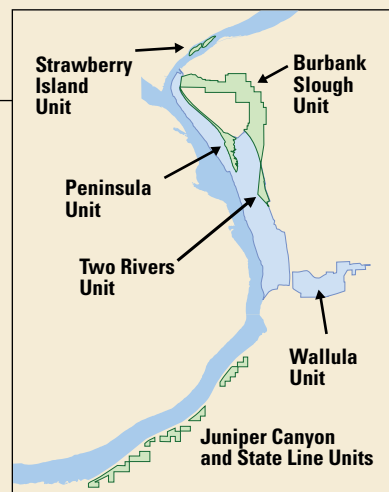 Strawberry
Island
Unit
Burbank
Slough
Unit
Peninsula
Unit
Two Rivers
Unit
Wallula
Unit
Juniper Canyon
and State Line Units